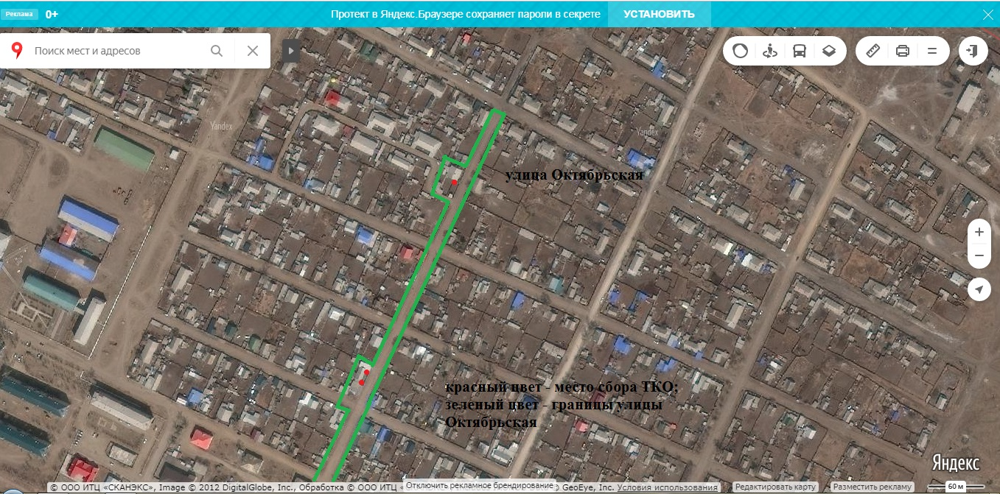 Реклама
0+
Протект в Яндекс.Браузере сохраняет пароли в секрете
УСТАНОВИТЬ
Поиск мест и адресов
Yandex
Yandex
улица Октябрьская
красный цвет - место сбора ТКО;
зеленый цвет - границы улицы
Октябрьская
Яндекс
© ООО ИТЦ «СКАНЭКС», Image © 2012 DigitalGlobe, Inc., Обработка © ООО ИТЦ «
Отключить рекламное брендирование
GeoEye, Inc. Условия использования
Редактировать карту
Разместить рекламу
60 м